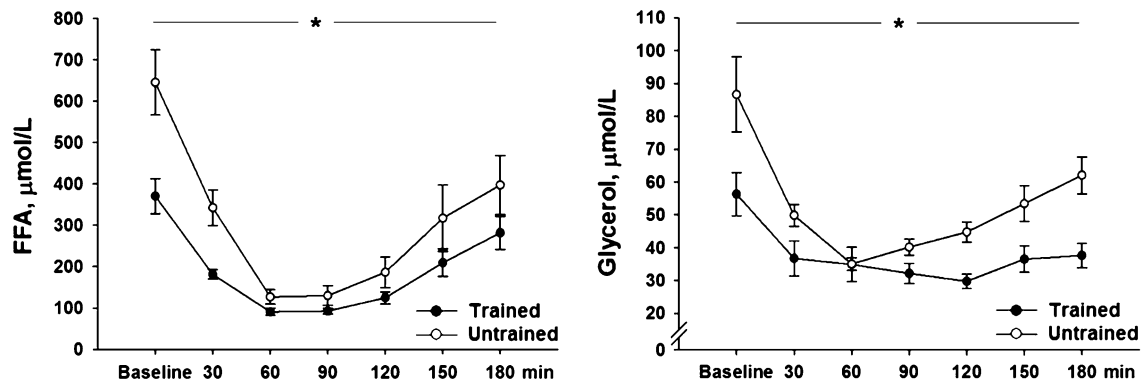 *
800
700
600
500
400
300
200
100
0
FFA, μmol/L
Baseline 30 60 90 120 150 180 min
Trained
Untrained
*
110
100
90
80
70
60
50
40
30
20
0
Glycerol, μmol/L
Baseline 30 60 90 120 150 180 min
Trained
Untrained